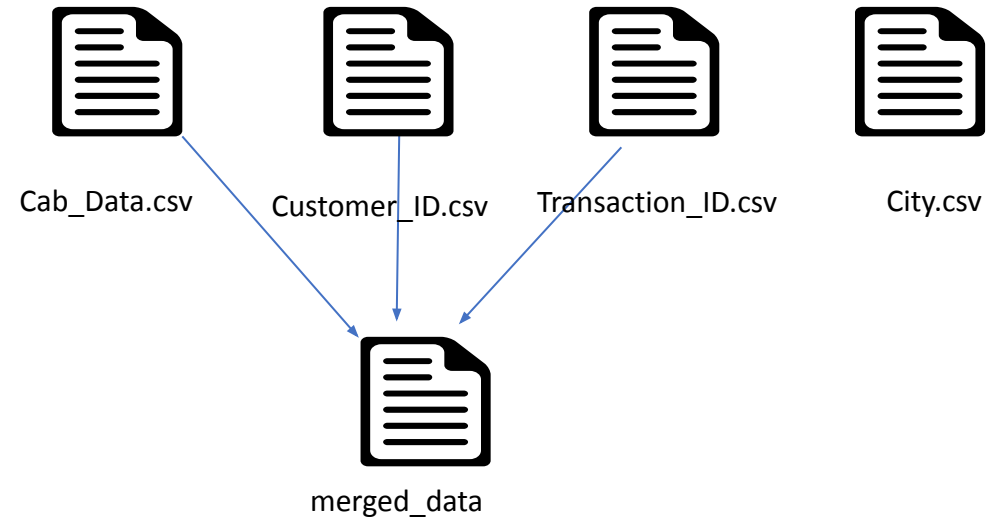 Cab_Data.csv
Customer_ID.csv
Transaction_ID.csv
City.csv
merged_data